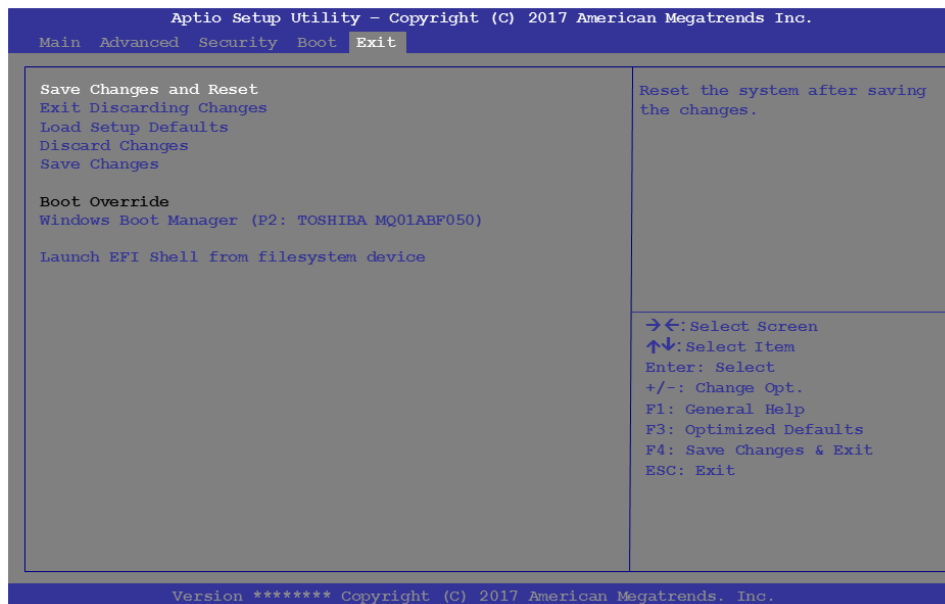 Aptio Setup Utility – Copyright (C) 2017 American Megatrends Inc.
Main Advanced Security Boot Exit
Save Changes and Reset
Exit Discarding Changes
Load Setup Defaults
Discard Changes
Save Changes
Boot Override
Windows Boot Manager (P2: TOSHIBA MQ01ABF050)
Launch EFI Shell from filesystem device
Reset the system after saving
the changes.
→←:Select Screen
↑↓:Select Item
Enter: Select
+/-: Change Opt.
F1: General Help
F3: Optimized Defaults
F4: Save Changes & Exit
ESC: Exit
Version ******** Copyright (C) 2017 American Megatrends. Inc.